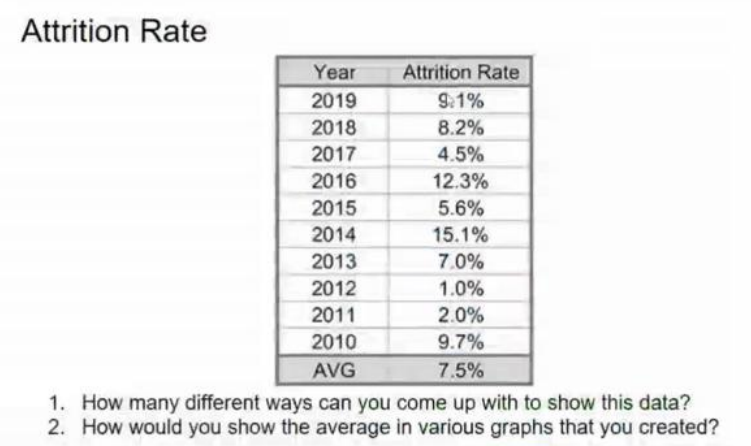 Attrition Rate
Year Attrition Rate
2019 9.1%
2018 8.2%
2017 4.5%
2016 12.3%
2015 5.6%
2014 15.1%
2013 7.0%
2012 1.0%
2011 2.0%
2010 9.7%
AVG 7.5%
1. How many different ways can you come up with to show this data?
2. How would you show the average in various graphs that you created?